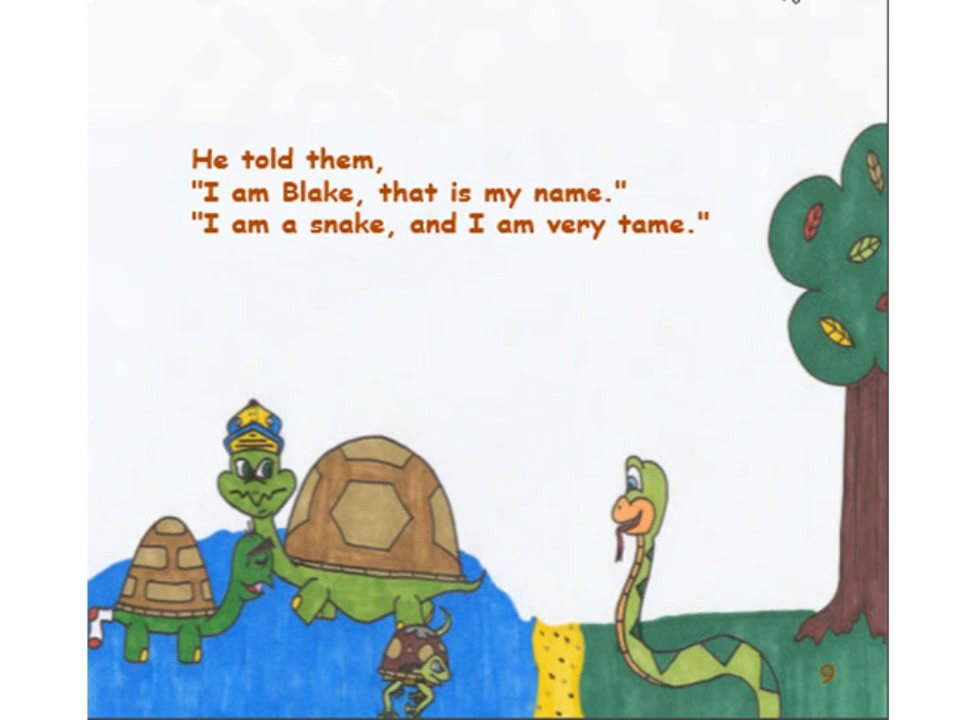 He told them,
"I am Blake, that is my name."
"I am a snake, and I am very tame."
9